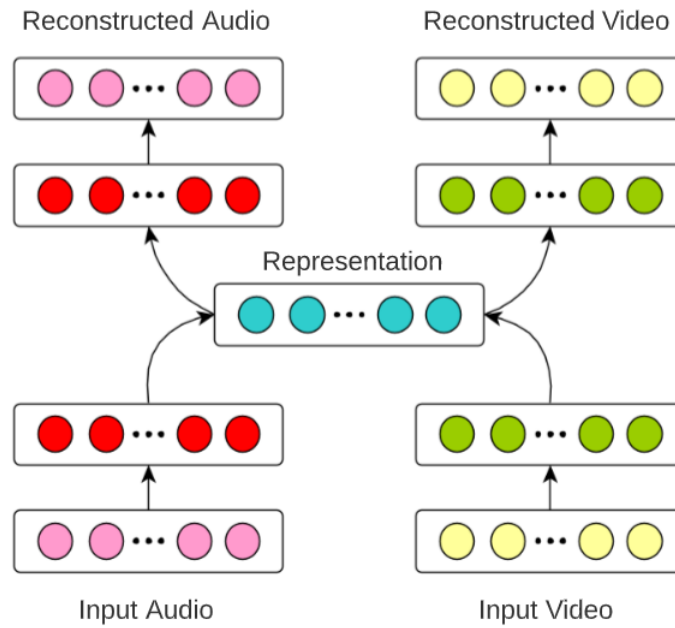 Reconstructed Audio
Reconstructed Video
Representation
Input Audio
Input Video